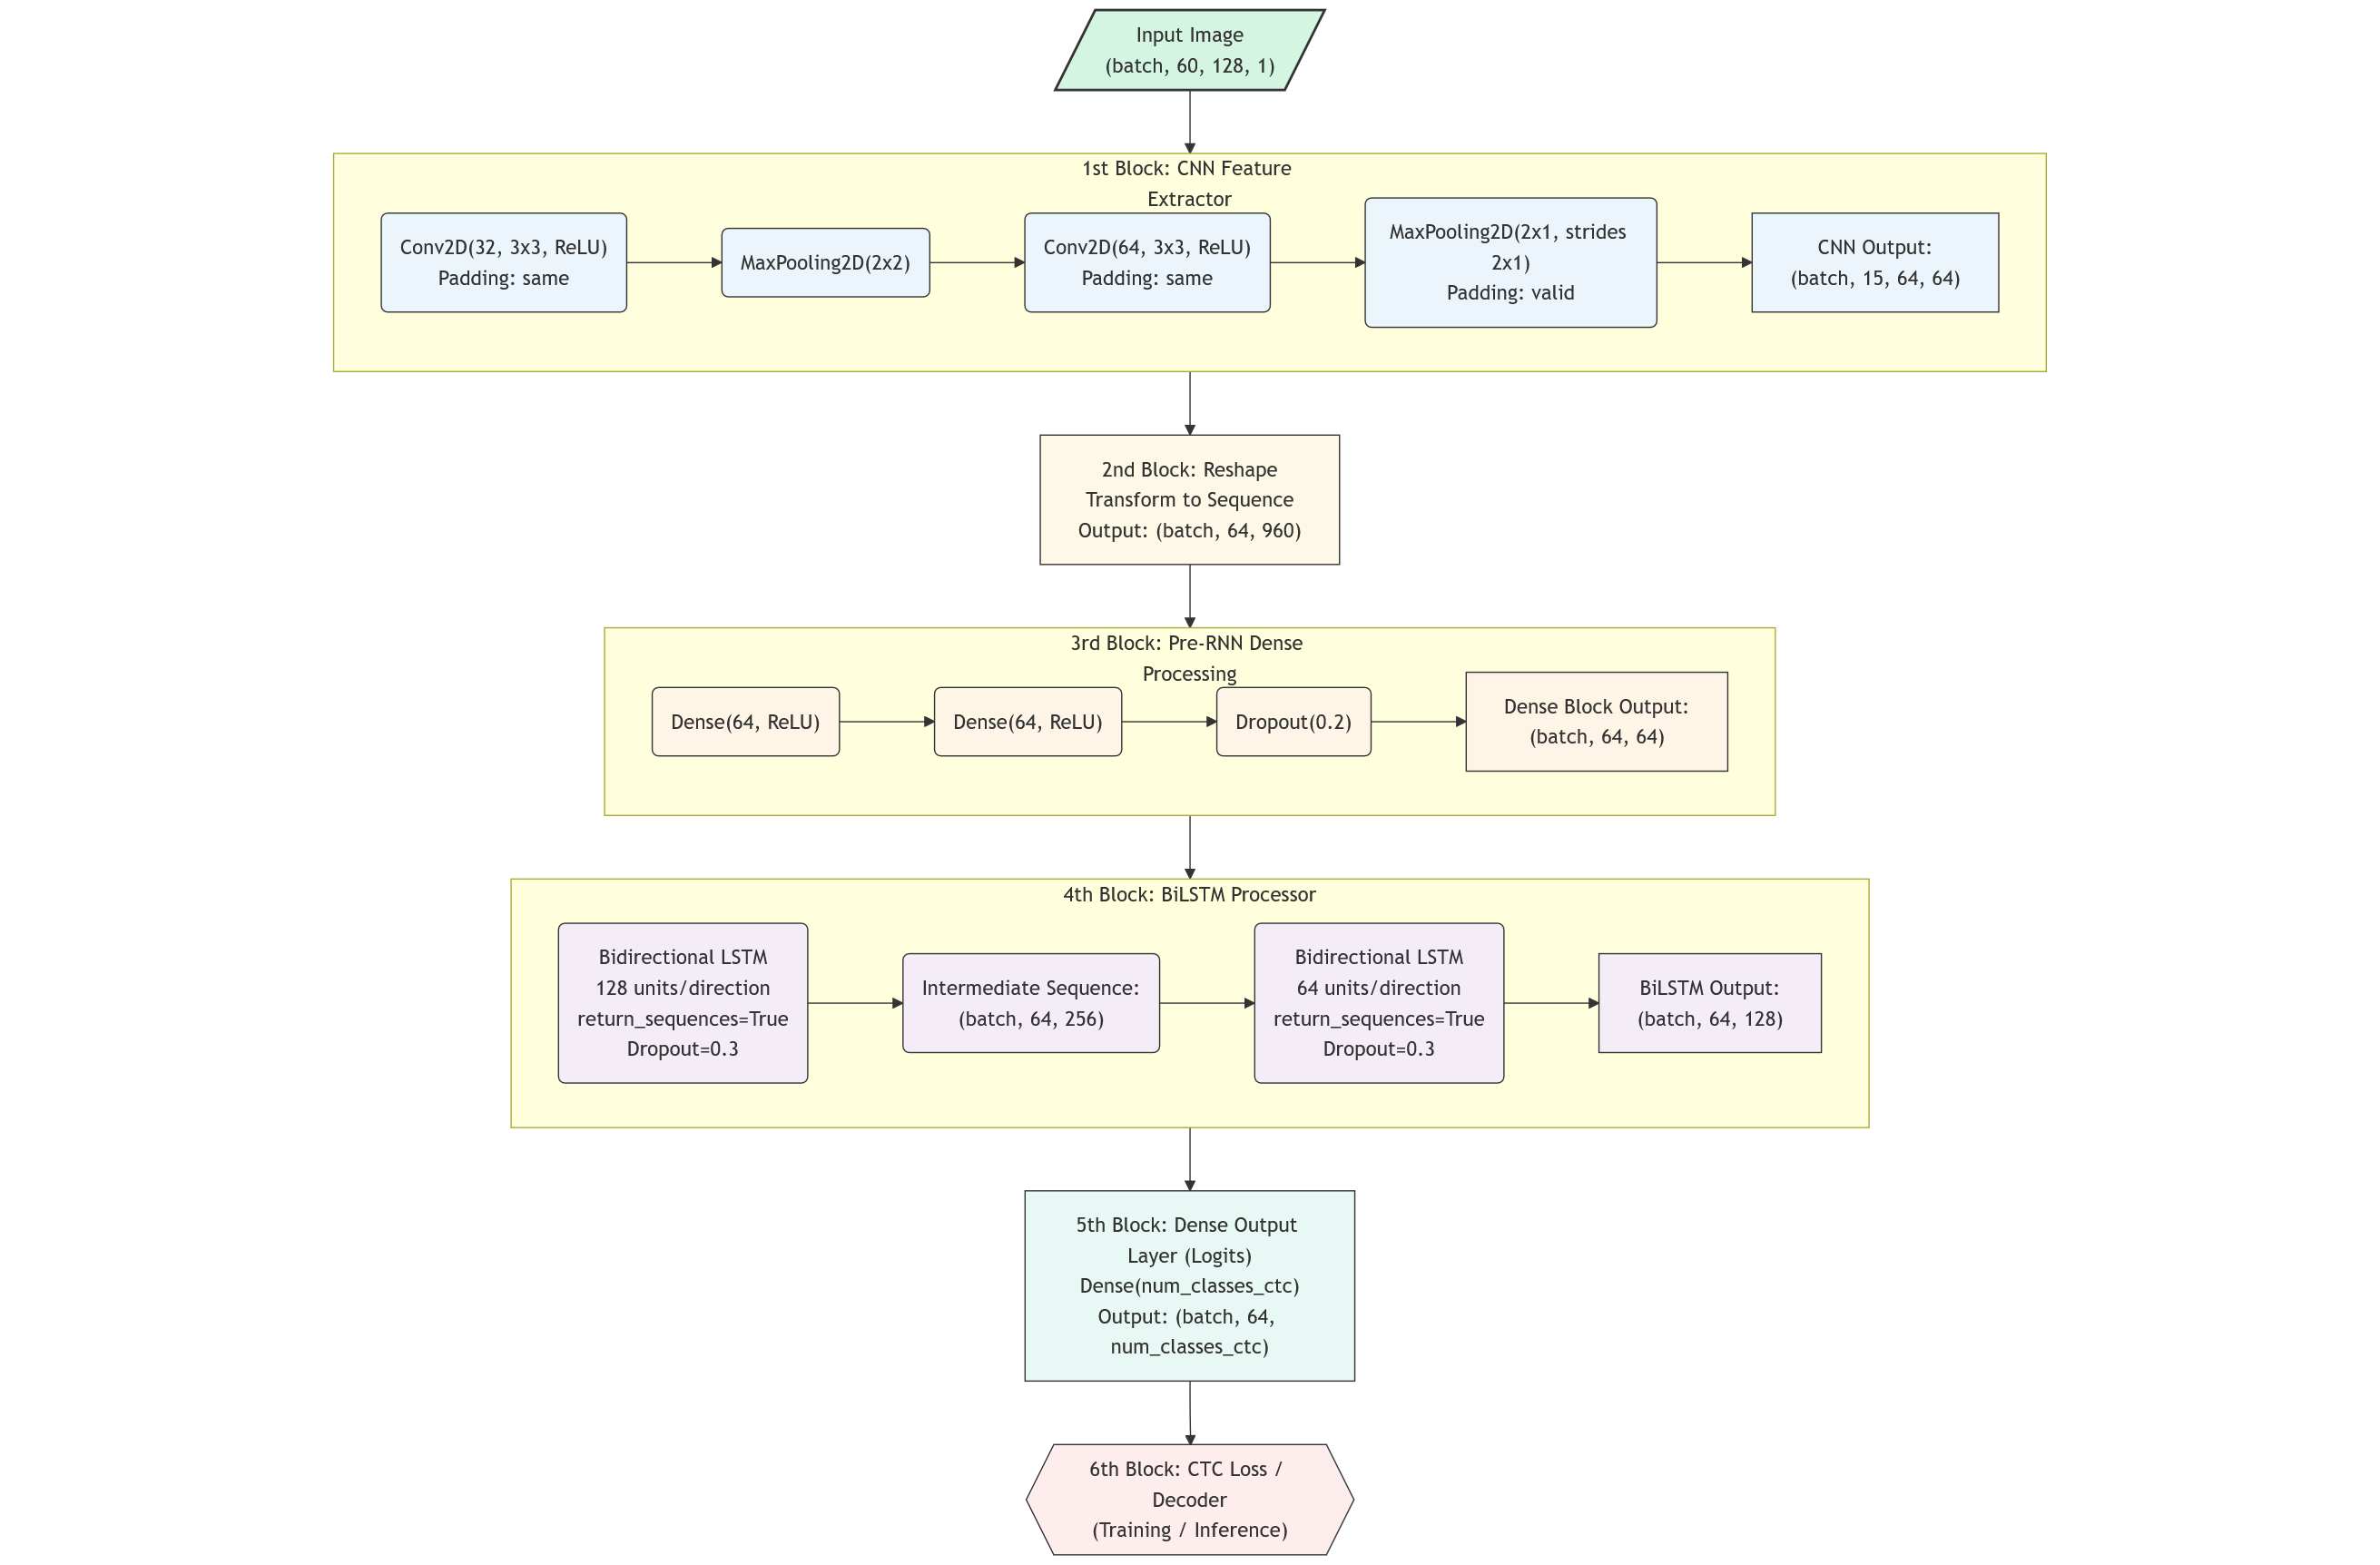 Input Image
(batch, 60, 128, 1)
1st Block: CNN Feature
Extractor
Conv2D(32, 3x3, ReLU)
Padding: same
MaxPooling2D(2x2)
Conv2D(64, 3x3, ReLU)
Padding: same
MaxPooling2D(2x1, strides
2x1)
Padding: valid
CNN Output:
(batch, 15, 64, 64)
2nd Block: Reshape
Transform to Sequence
Output: (batch, 64, 960)
3rd Block: Pre-RNN Dense
Processing
Dense(64, ReLU)
Dense(64, ReLU)
Dropout(0.2)
Dense Block Output:
(batch, 64, 64)
4th Block: BiLSTM Processor
Bidirectional LSTM
128 units/direction
return_sequences=True
Dropout=0.3
Intermediate Sequence:
(batch, 64, 256)
Bidirectional LSTM
64 units/direction
return_sequences=True
Dropout=0.3
BiLSTM Output:
(batch, 64, 128)
5th Block: Dense Output
Layer (Logits)
Dense(num_classes_ctc)
Output: (batch, 64,
num_classes_ctc)
6th Block: CTC Loss /
Decoder
(Training / Inference)